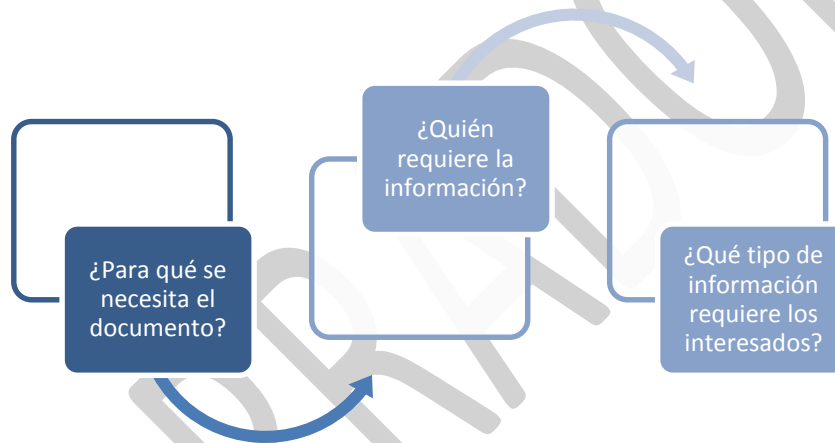 ¿Para qué se
necesita el
documento?
¿Quién
requiere la
información?
¿Qué tipo de
información
requiere los
interesados?